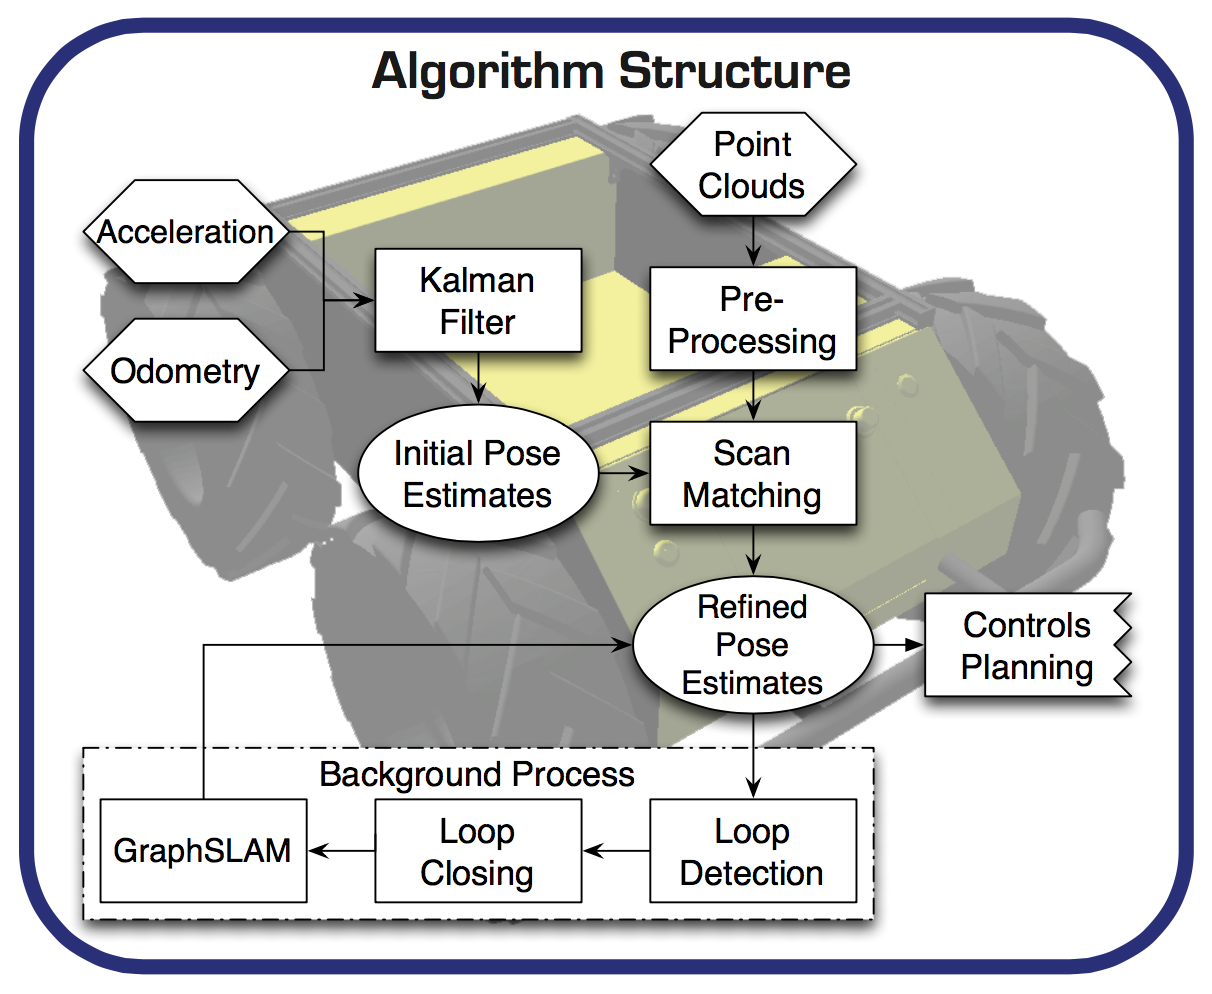 Algorithm Structure
Point
Clouds
Acceleration
Kalman
Filter
Pre-
Processing
Odometry
Initial Pose
Estimates
Scan
Matching
Refined
Pose
Estimates
Controls
Planning
Background Process
GraphSLAM
Loop
Closing
Loop
Detection